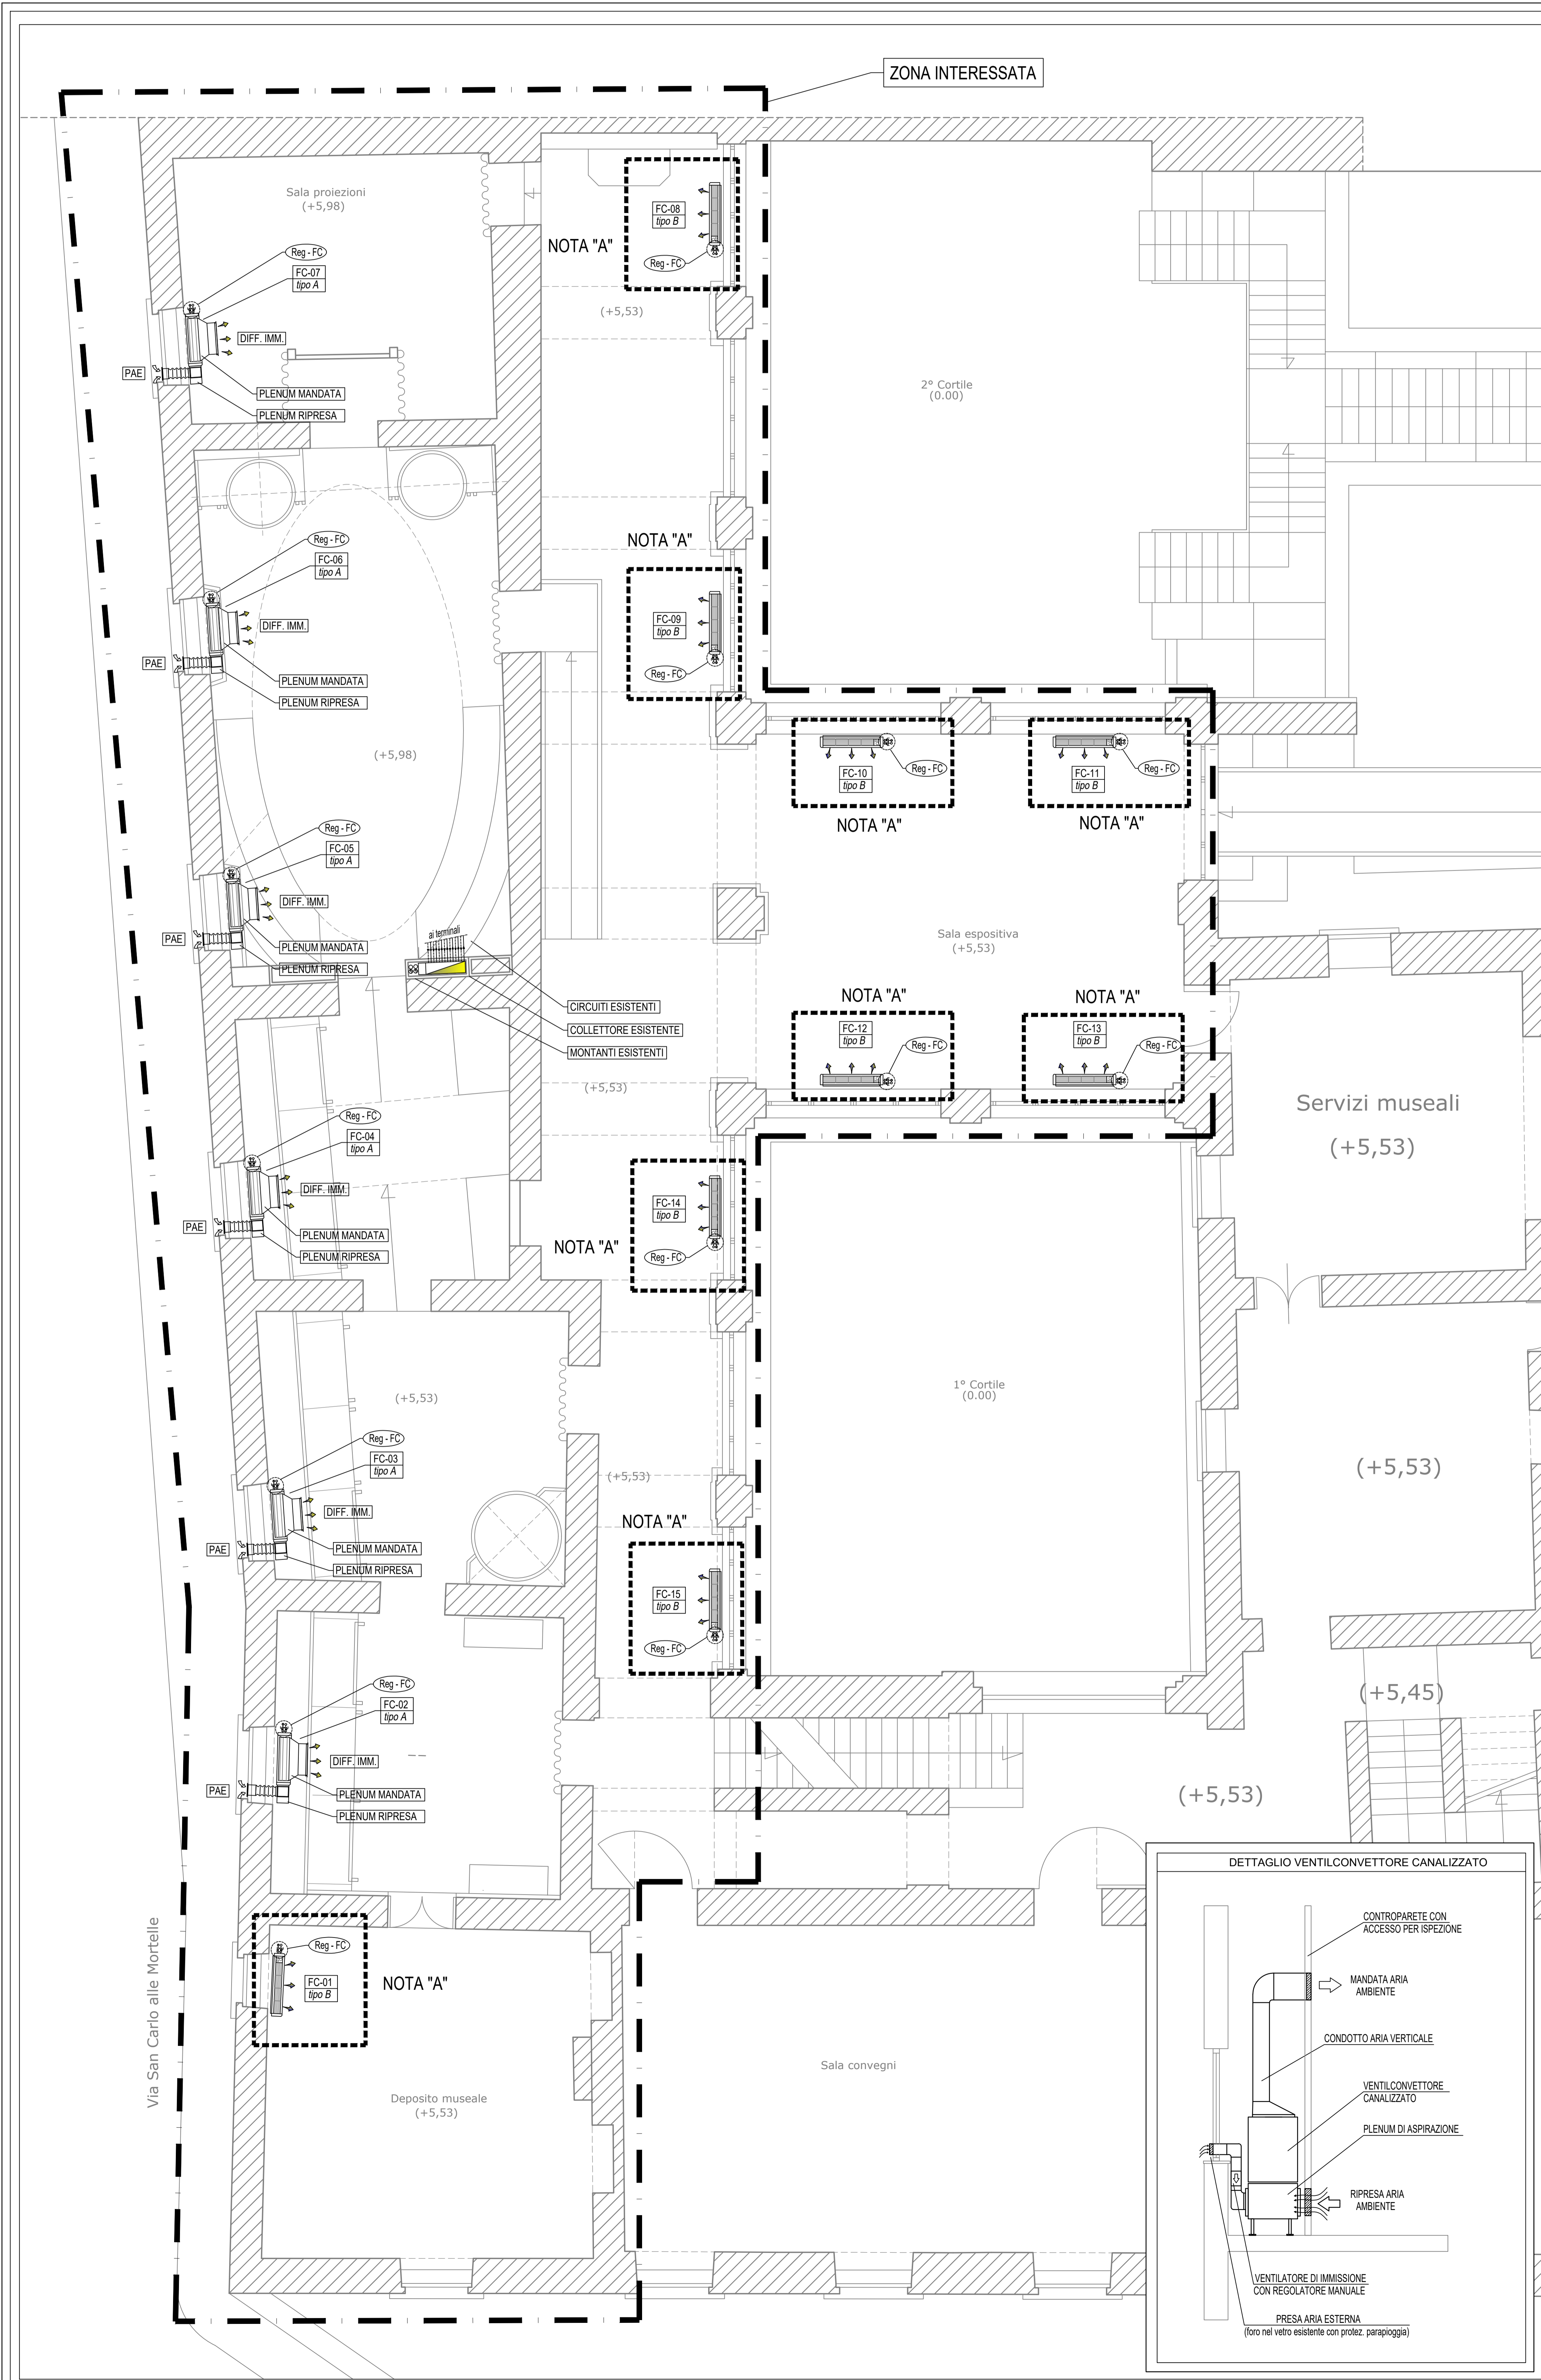 ZONA INTERESSATA
Sala proiezioni
(+5,98)
Reg - FC
FC-07
tipo A
DIFF. IMM.
PAE
PLENUM MANDATA
PLENUM RIPRESA
NOTA "A"
FC-08
tipo B
Reg - FC
(+5,53)
2° Cortile
(0.00)
Reg - FC
FC-06
tipo A
DIFF. IMM.
PAE
PLENUM MANDATA
PLENUM RIPRESA
(+5,98)
NOTA "A"
FC-09
tipo B
Reg - FC
FC-10
tipo B
Reg - FC
NOTA "A"
FC-11
tipo B
Reg - FC
NOTA "A"
Reg - FC
FC-05
tipo A
DIFF. IMM.
PAE
PLENUM MANDATA
PLENUM RIPRESA
ai terminali
CIRCUITI ESISTENTI
COLLETTORE ESISTENTE
MONTANTI ESISTENTI
Sala espositiva
(+5,53)
NOTA "A"
FC-12
tipo B
Reg - FC
NOTA "A"
FC-13
tipo B
Reg - FC
(+5,53)
Servizi museali
(+5,53)
Reg - FC
FC-04
tipo A
DIFF. IMM.
PAE
PLENUM MANDATA
PLENUM RIPRESA
FC-14
tipo B
Reg - FC
NOTA "A"
1° Cortile
(0.00)
(+5,53)
Reg - FC
FC-03
tipo A
DIFF. IMM.
PAE
PLENUM MANDATA
PLENUM RIPRESA
(+5,53)
(+5,53)
NOTA "A"
FC-15
tipo B
Reg - FC
Reg - FC
FC-02
tipo A
DIFF. IMM.
PAE
PLENUM MANDATA
PLENUM RIPRESA
(+5,45)
(+5,53)
Via San Carlo alle Mortelle
Reg - FC
FC-01
tipo B
NOTA "A"
Deposito museale
(+5,53)
Sala convegni
DETTAGLIO VENTILCONVETTORE CANALIZZATO
CONTROPARETE CON
ACCESSO PER ISPEZIONE
MANDATA ARIA
AMBIENTE
CONDOTTO ARIA VERTICALE
VENTILCONVETTORE
CANALIZZATO
PLENUM DI ASPIRAZIONE
RIPRESA ARIA
AMBIENTE
VENTILATORE DI IMMISSIONE
CON REGOLATORE MANUALE
PRESA ARIA ESTERNA
(foro nel vetro esistente con protez. parapioggia)